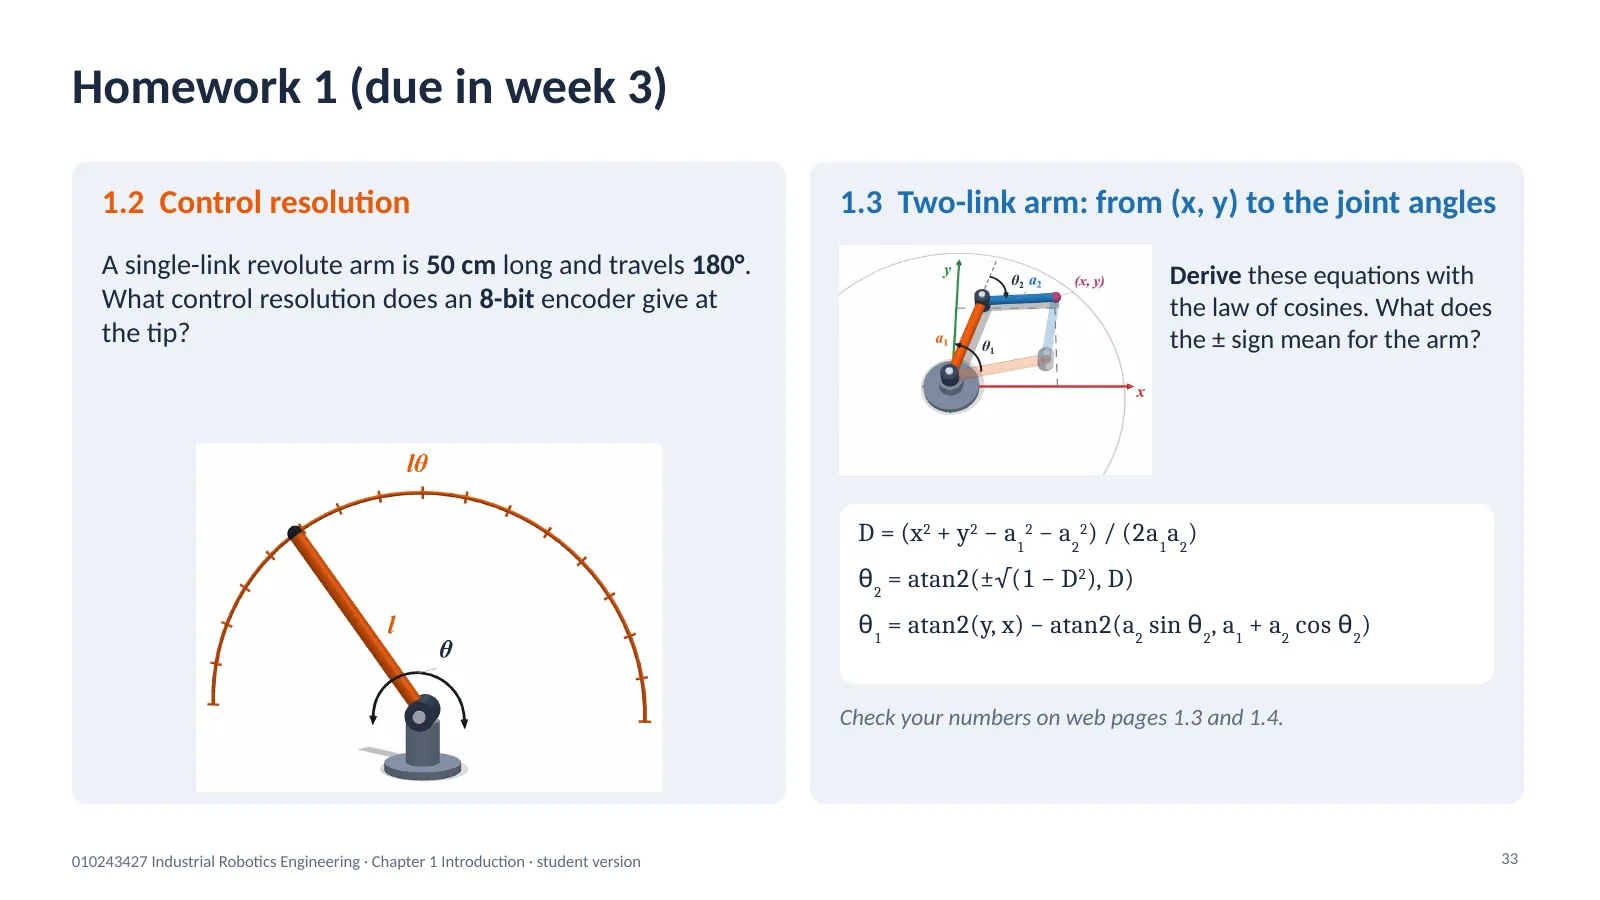 Homework 1 (due in week 3)
1.2 Control resolution
A single-link revolute arm is 50 cm long and travels 180°.
What control resolution does an 8-bit encoder give at
the tip?
lθ
l
θ
1.3 Two-link arm: from (x, y) to the joint angles
y
θ₂ a₂
(x, y)
a₁
θ₁
x
Derive these equations with
the law of cosines. What does
the ± sign mean for the arm?
D = (x² + y² − a₁² − a₂²) / (2a₁a₂)
θ₂ = atan2(±√(1 − D²), D)
θ₁ = atan2(y, x) − atan2(a₂ sin θ₂, a₁ + a₂ cos θ₂)
Check your numbers on web pages 1.3 and 1.4.
010243427 Industrial Robotics Engineering · Chapter 1 Introduction · student version
33